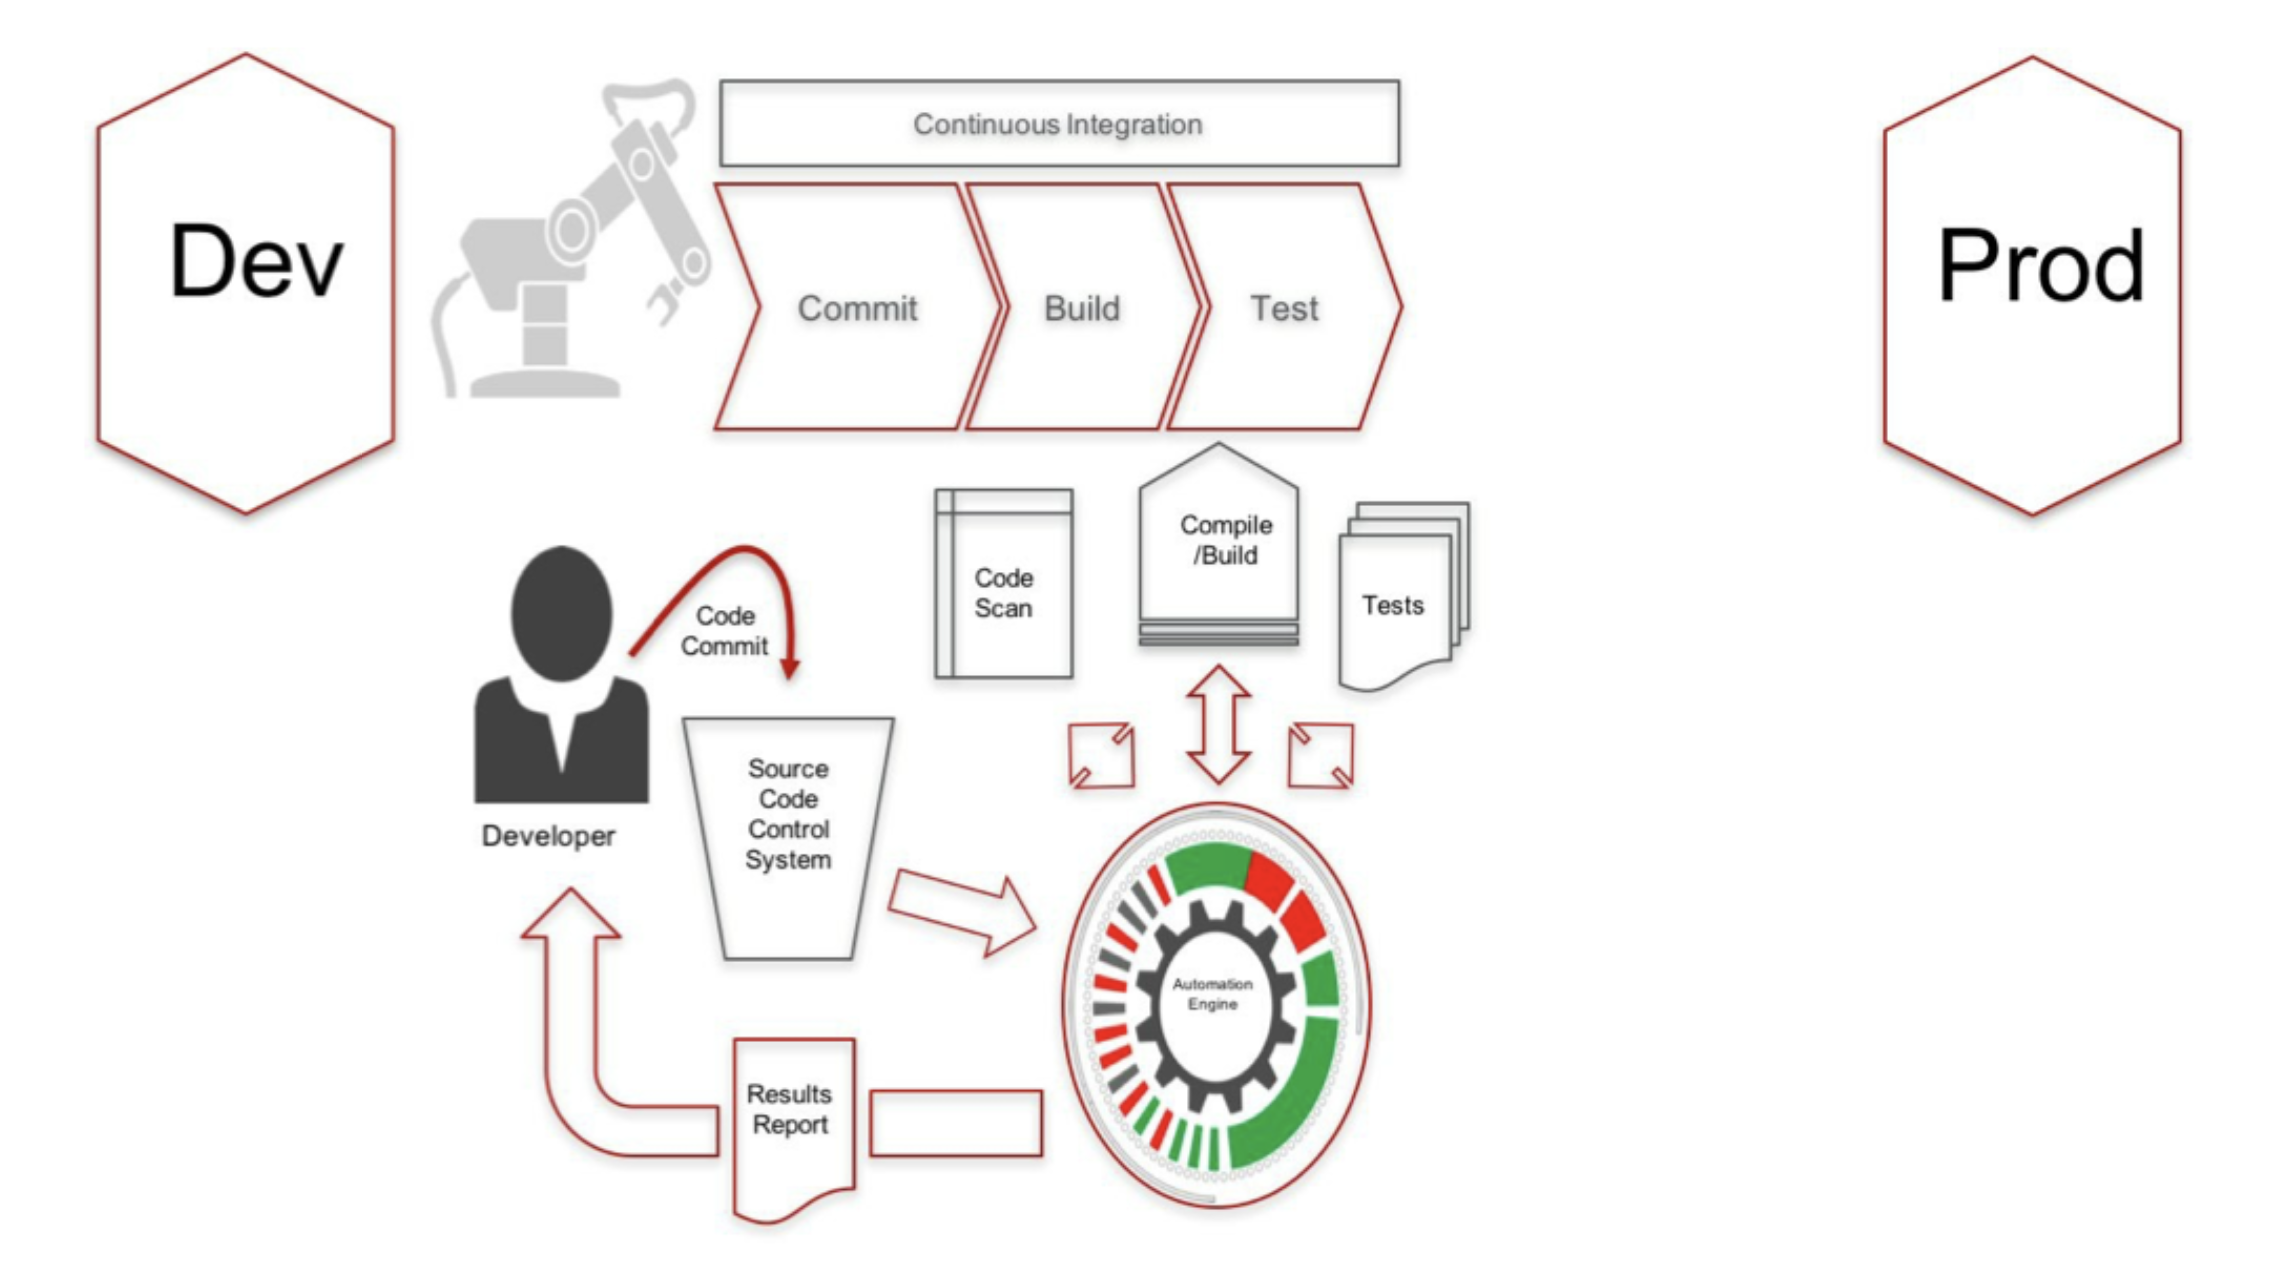 Dev
Continuous Integration
Commit
Build
Test
Prod
Code
Scan
Compile
/Build
Tests
Code
Commit
Developer
Source
Code
Control
System
Automation
Engine
Results
Report